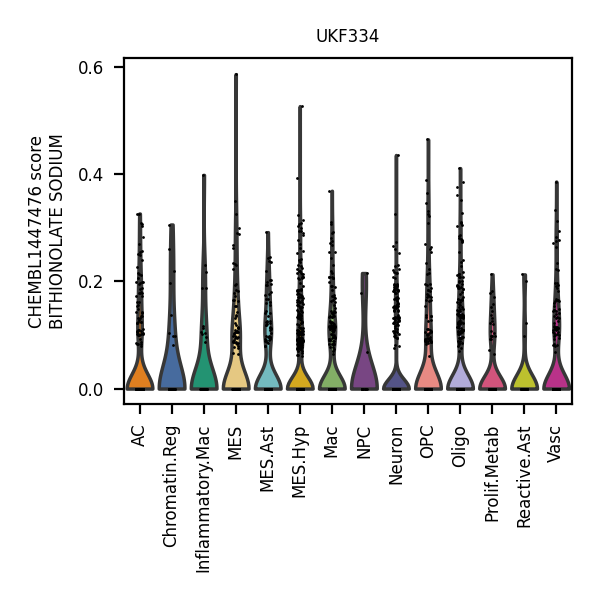 UKF334
CHEMBL1447476 score
BITHIONOLATE SODIUM
0.6
0.4
0.2
0.0
AC
Chromatin.Reg
Inflammatory.Mac
MES
MES.Ast
MES.Hyp
Mac
NPC
Neuron
OPC
Oligo
Prolif.Metab
Reactive.Ast
Vasc